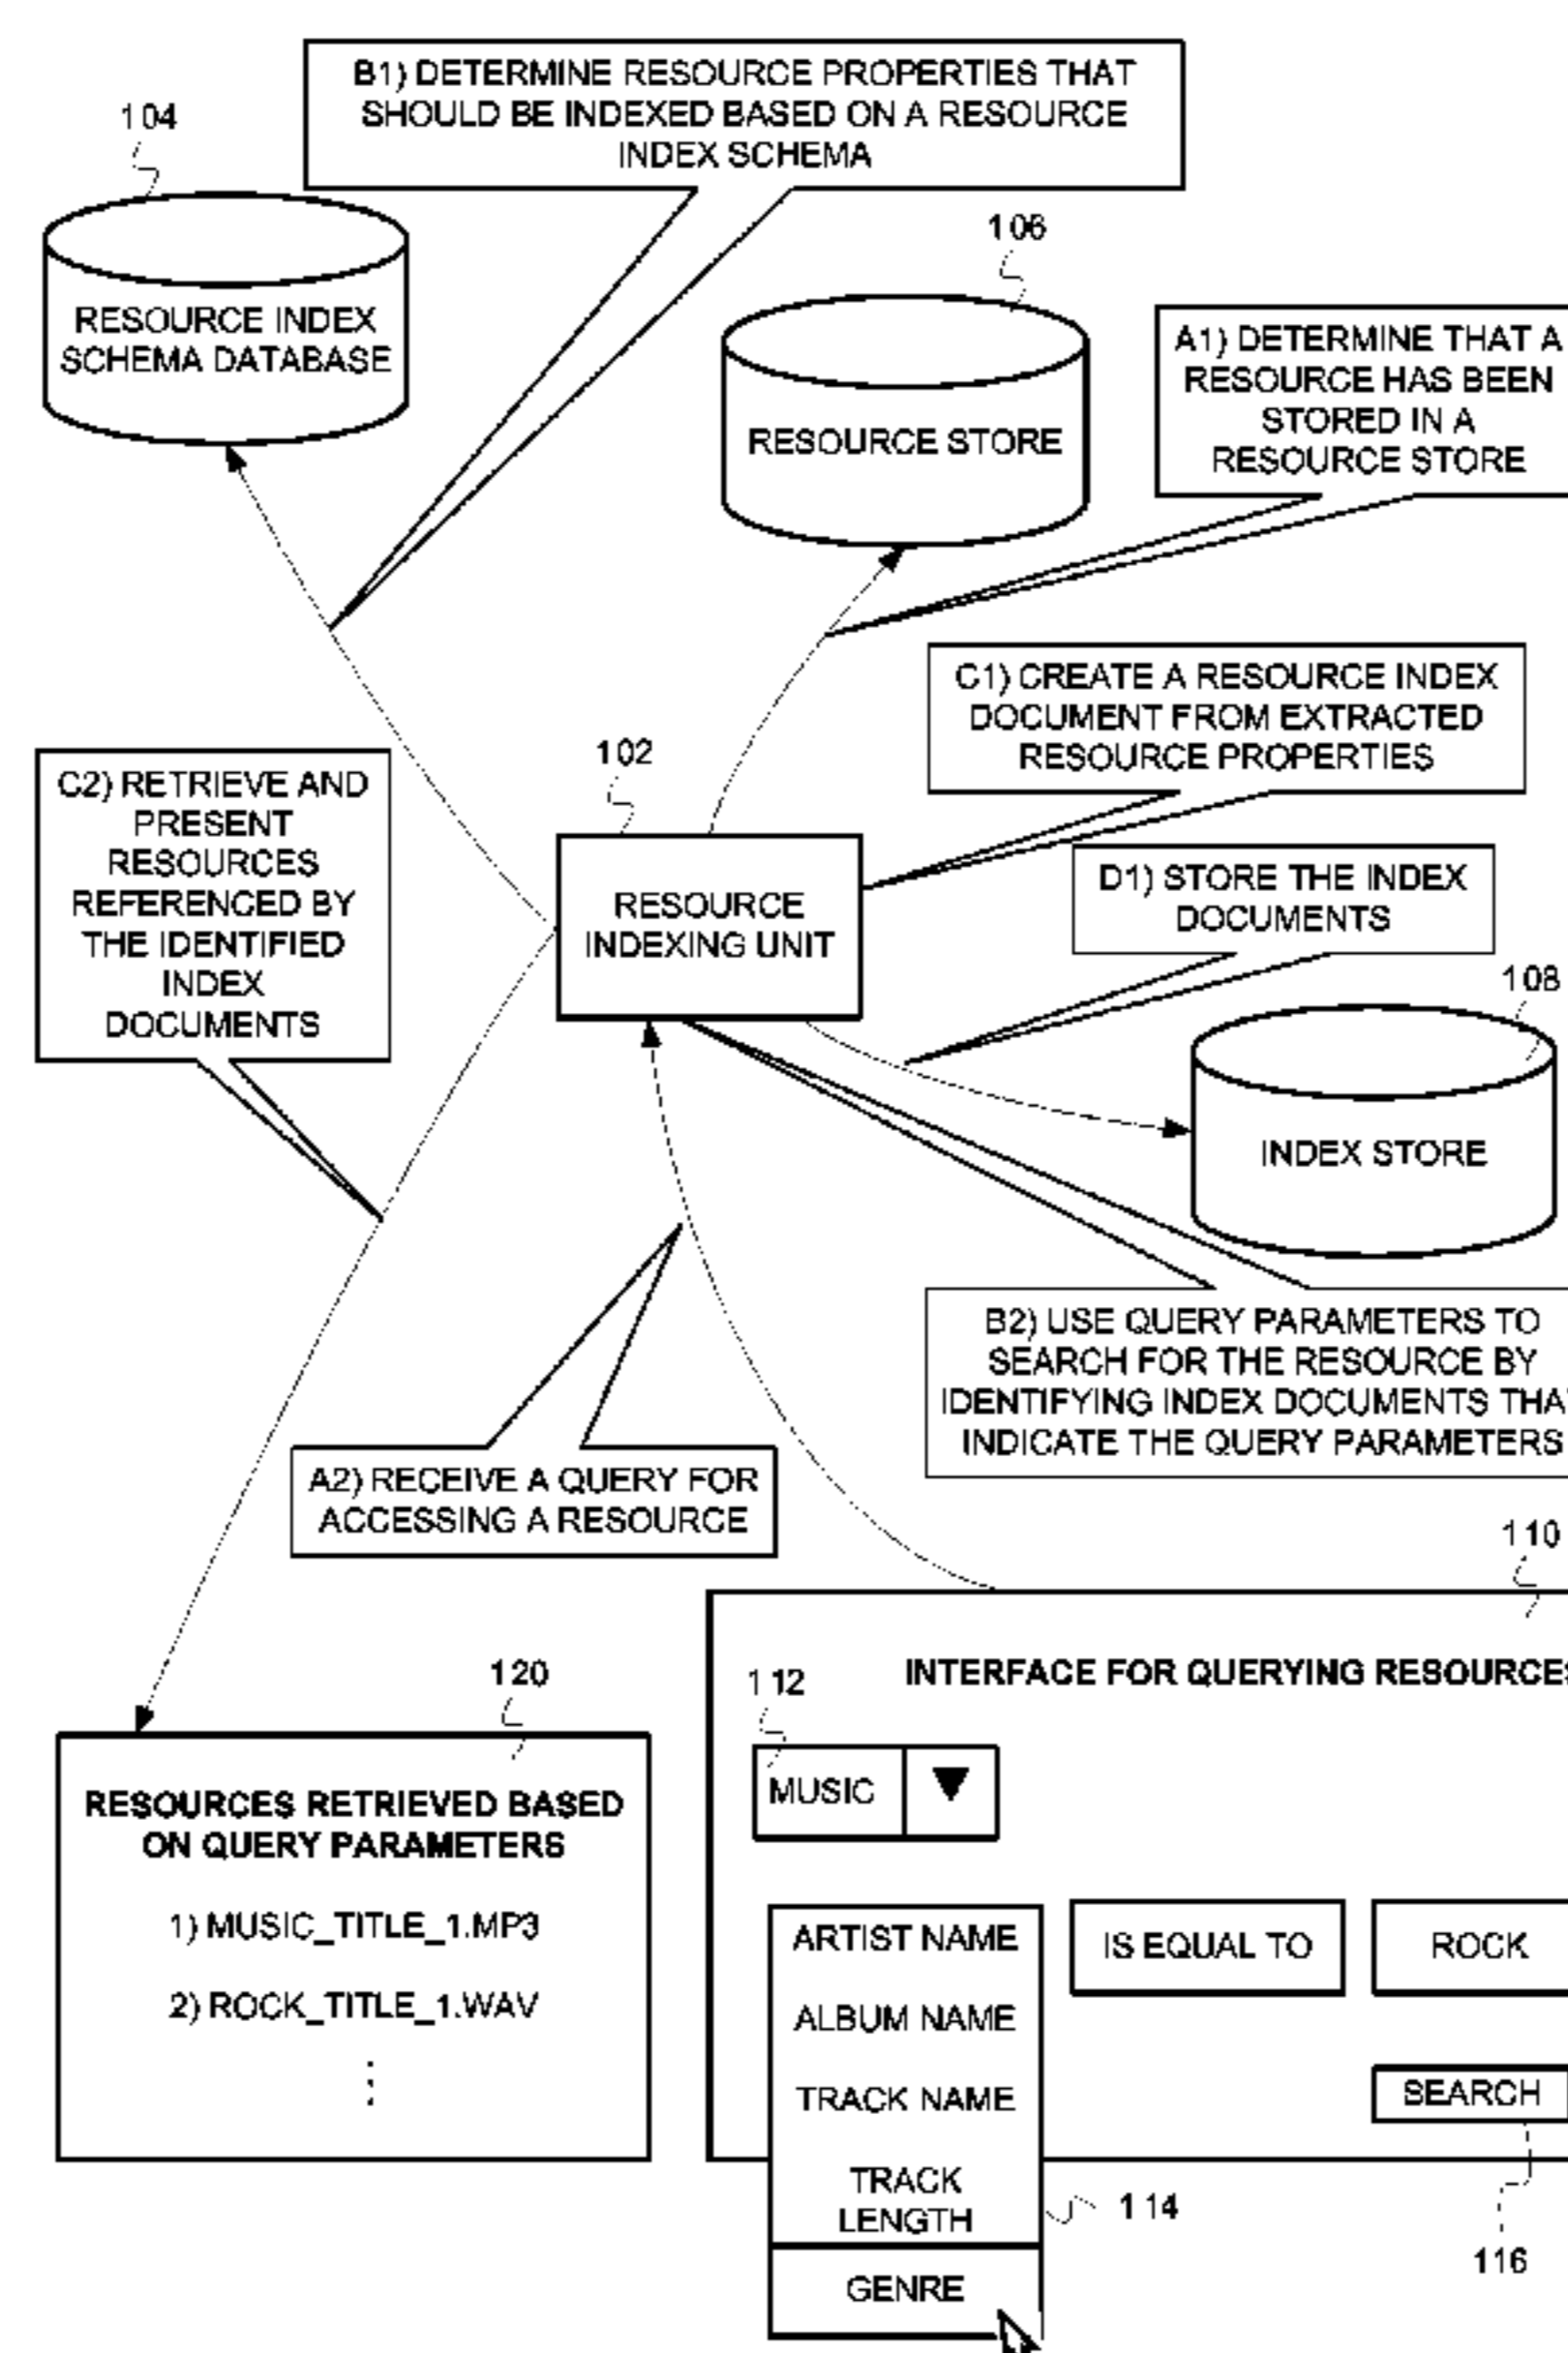 B1) DETERMINE RESOURCE PROPERTIES THAT
SHOULD BE INDEXED BASED ON A RESOURCE
INDEX SCHEMA
104
106
RESOURCE INDEX
SCHEMA DATABASE
A1) DETERMINE THAT A
RESOURCE HAS BEEN
STORED IN A
RESOURCE STORE
RESOURCE STORE
C1) CREATE A RESOURCE INDEX
DOCUMENT FROM EXTRACTED
RESOURCE PROPERTIES
102
C2) RETRIEVE AND
PRESENT
RESOURCES
REFERENCED BY
THE IDENTIFIED
INDEX
DOCUMENTS
RESOURCE
INDEXING UNIT
D1) STORE THE INDEX
DOCUMENTS
108
INDEX STORE
B2) USE QUERY PARAMETERS TO
SEARCH FOR THE RESOURCE BY
IDENTIFYING INDEX DOCUMENTS THA
INDICATE THE QUERY PARAMETERS
A2) RECEIVE A QUERY FOR
ACCESSING A RESOURCE
110
INTERFACE FOR QUERYING RESOURCES
120
112
RESOURCES RETRIEVED BASED
ON QUERY PARAMETERS
1) MUSIC_TITLE_1.MP3
2) ROCK_TITLE_1.WAV
MUSIC
ARTIST NAME
ALBUM NAME
TRACK NAME
TRACK
LENGTH
GENRE
IS EQUAL TO
ROCK
SEARCH
114
116